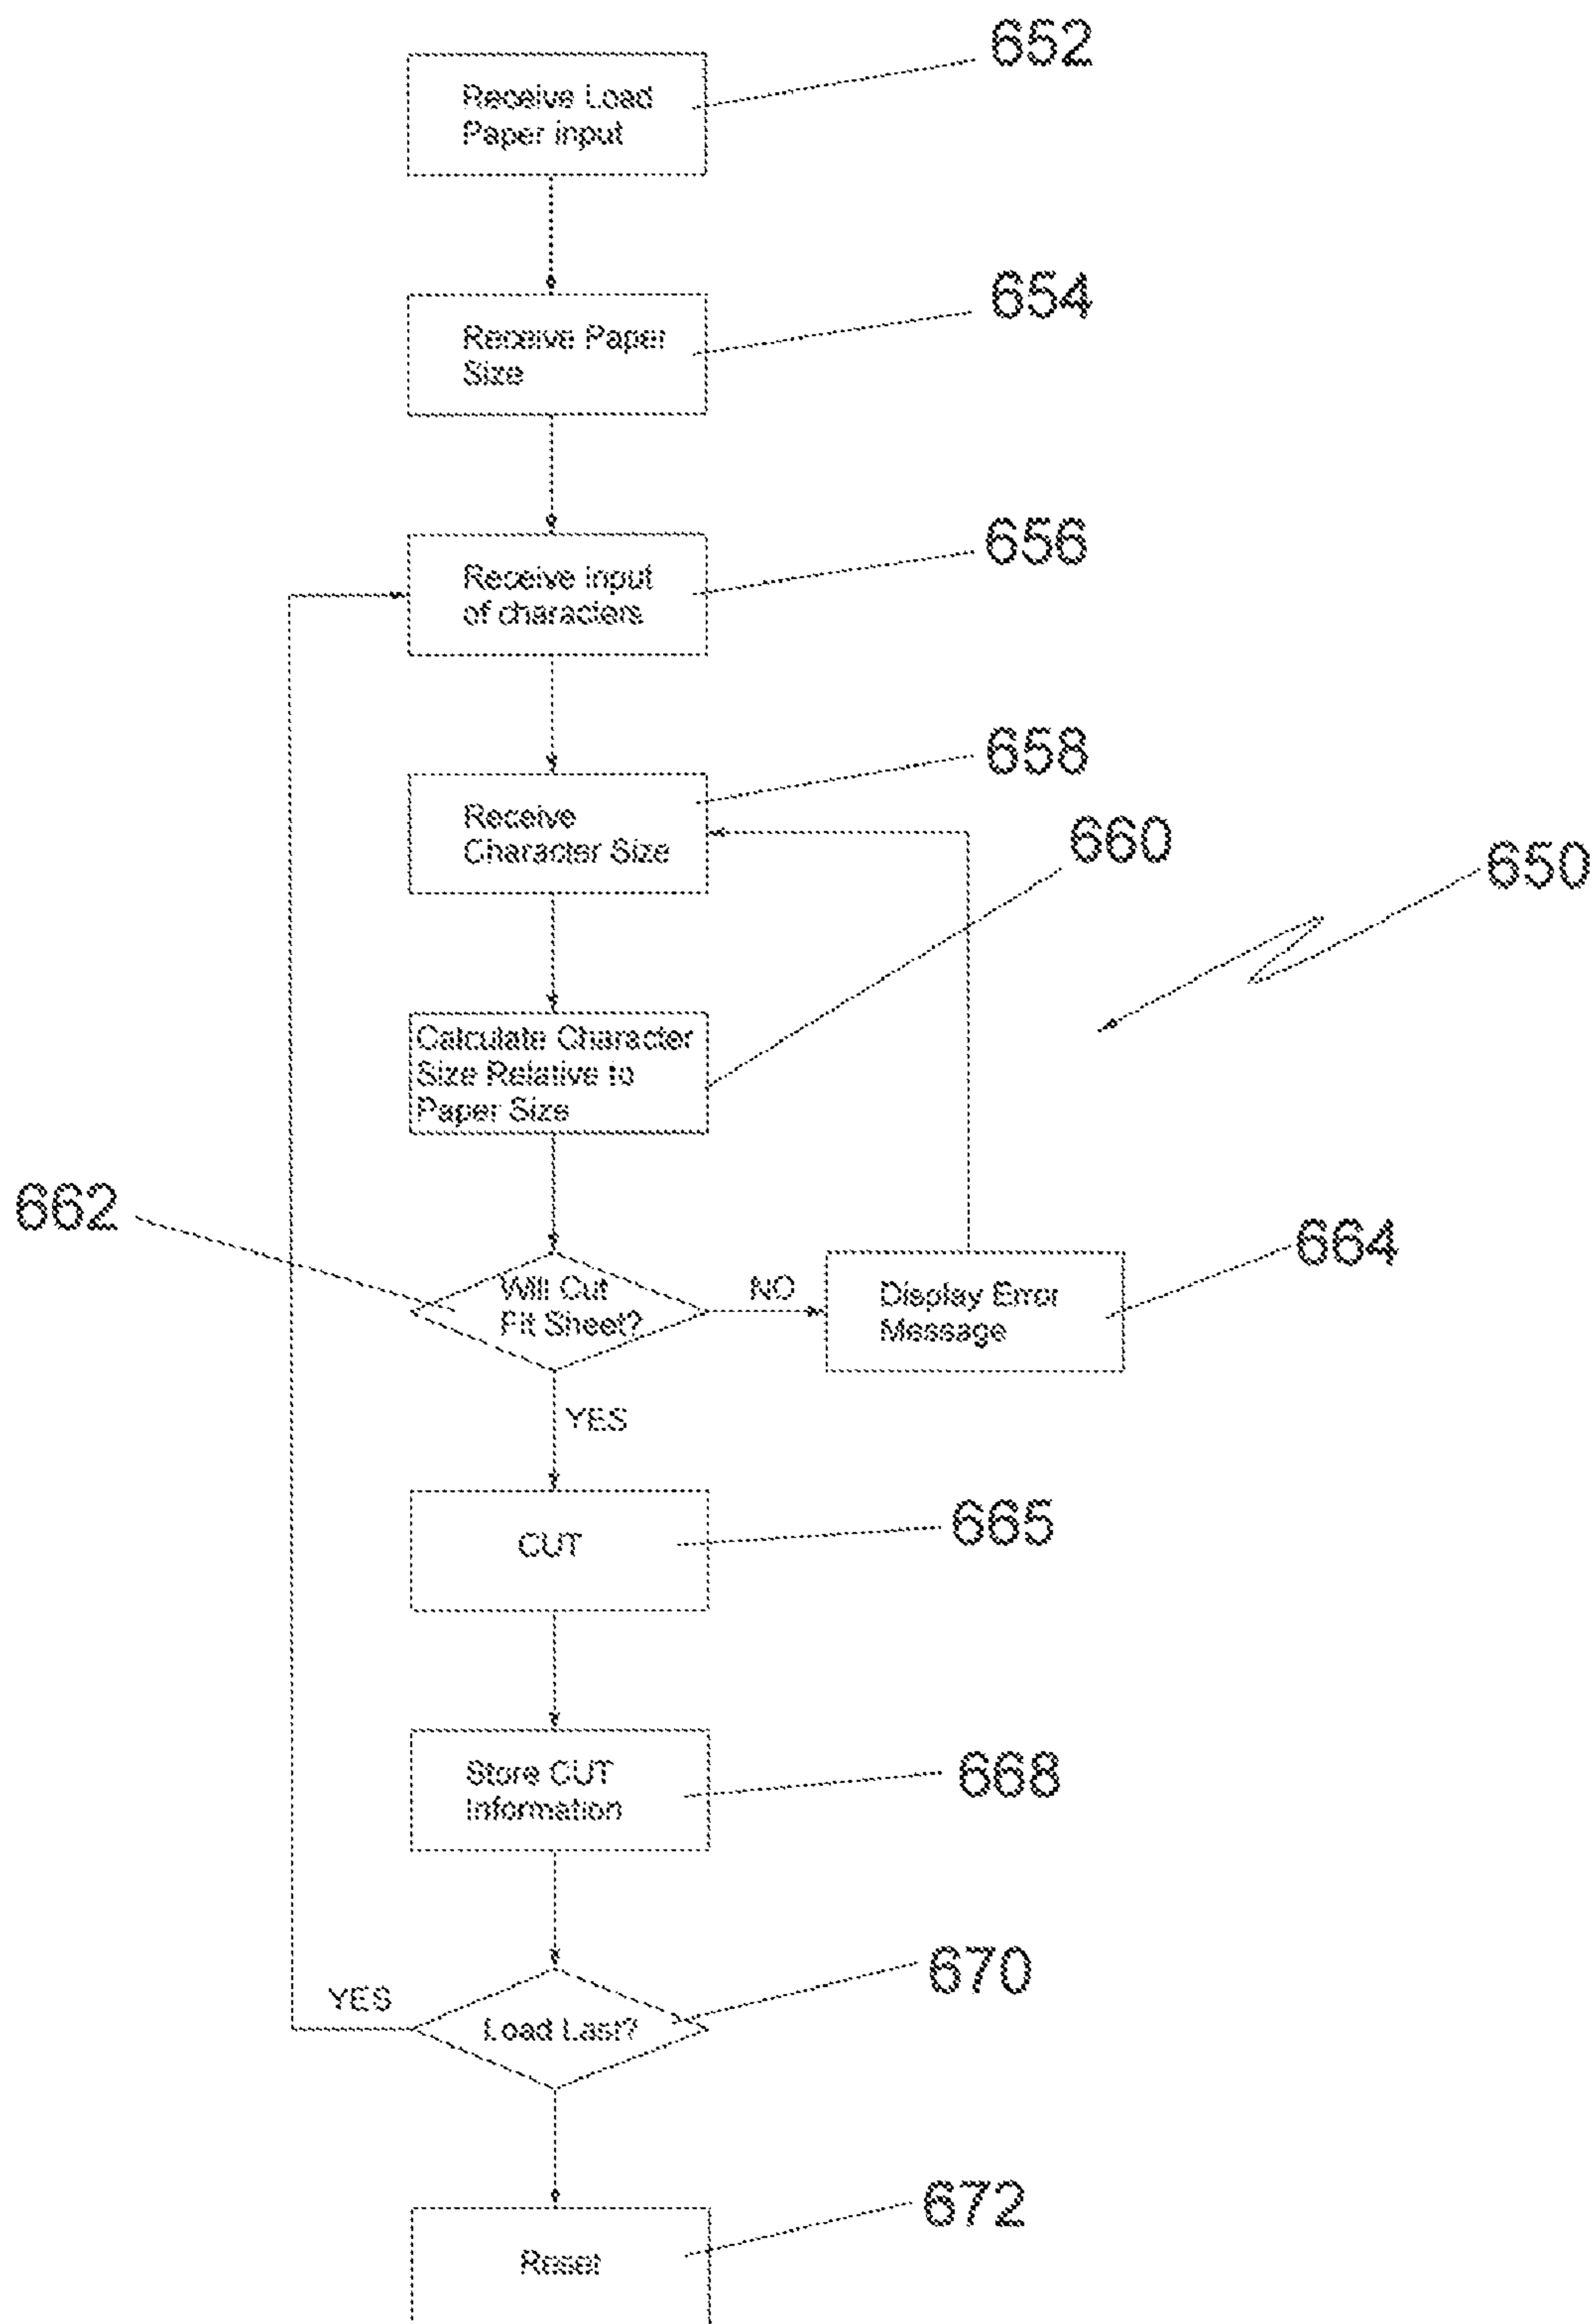 652
Receive Load
Paper input
654
Receive Paper
Size
656
Receive input
of characters
658
Receive
Character Size
660
650
Calculate Character
Size Relative to
Paper Size
662
Will Cut
Fit Sheet?
NO
664
Display Error
Message
YES
665
CUT
668
Store CUT
Information
670
YES
Load Last?
672
Reset